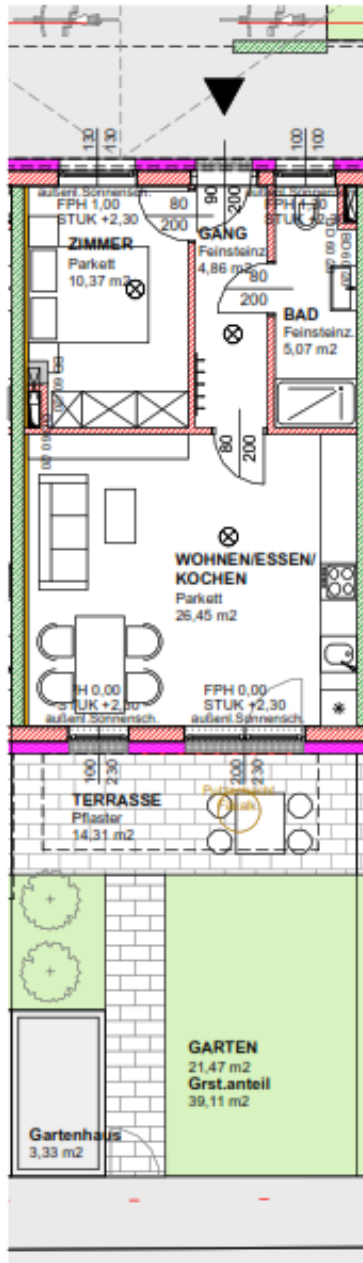 130
130
100
100
außenl.Sonnensch.
FPH 1,00
STUK +2,30
80
200
90
200
ZIMMER
Parkett
10,37 m2
GANG
Feinsteinz.
4,86 m2
80
200
BAD
Feinsteinz.
5,07 m2
80
200
WOHNEN/ESSEN/
KOCHEN
Parkett
26,45 m2
FPH 0,00
STUK +2,30
außenl.Sonnensch.
FPH 0,00
STUK +2,30
außenl.Sonnensch.
100
230
200
230
TERRASSE
Pflaster
14,31 m2
GARTEN
21,47 m2
Grst.anteil
39,11 m2
Gartenhaus
3,33 m2